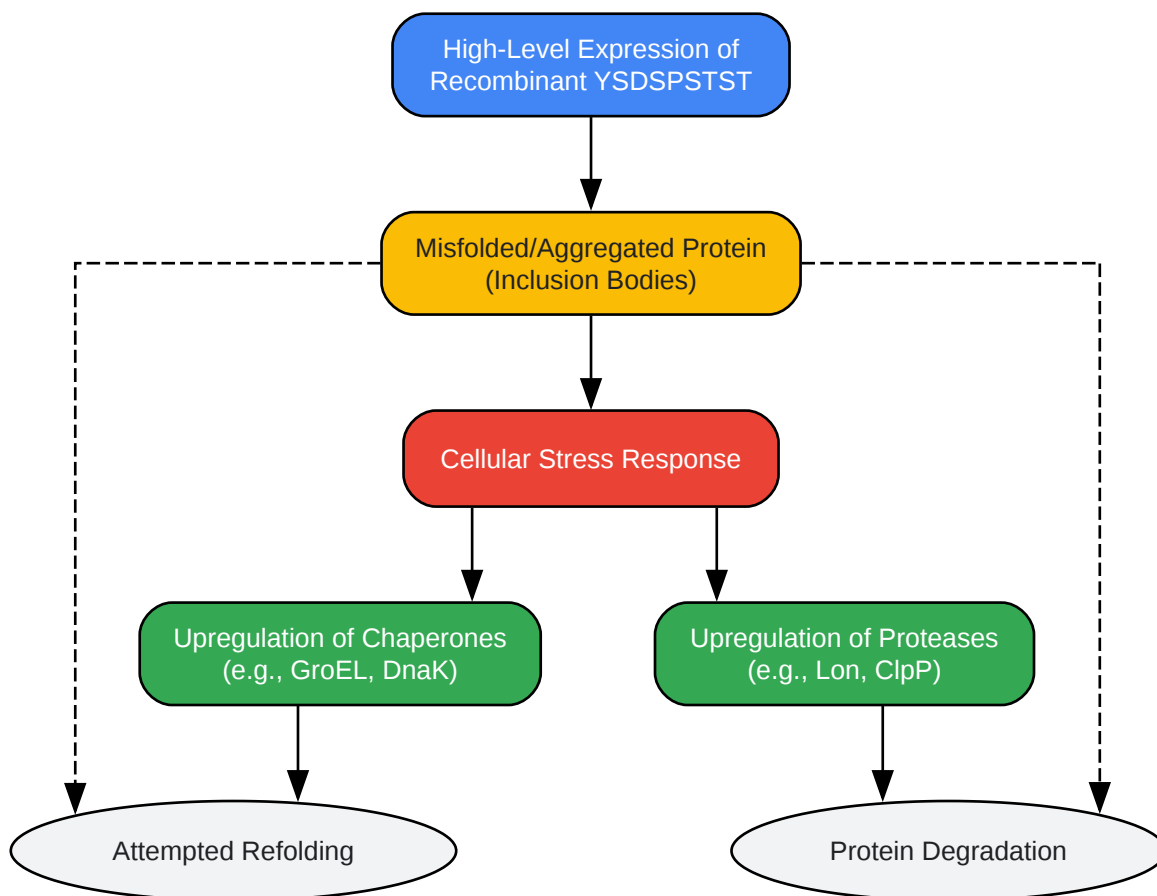 High-Level Expression of
Recombinant YSDSPSTST
Misfolded/Aggregated Protein
(Inclusion Bodies)
Cellular Stress Response
Upregulation of Chaperones
(e.g., GroEL, DnaK)
Upregulation of Proteases
(e.g., Lon, ClpP)
Attempted Refolding
Protein Degradation